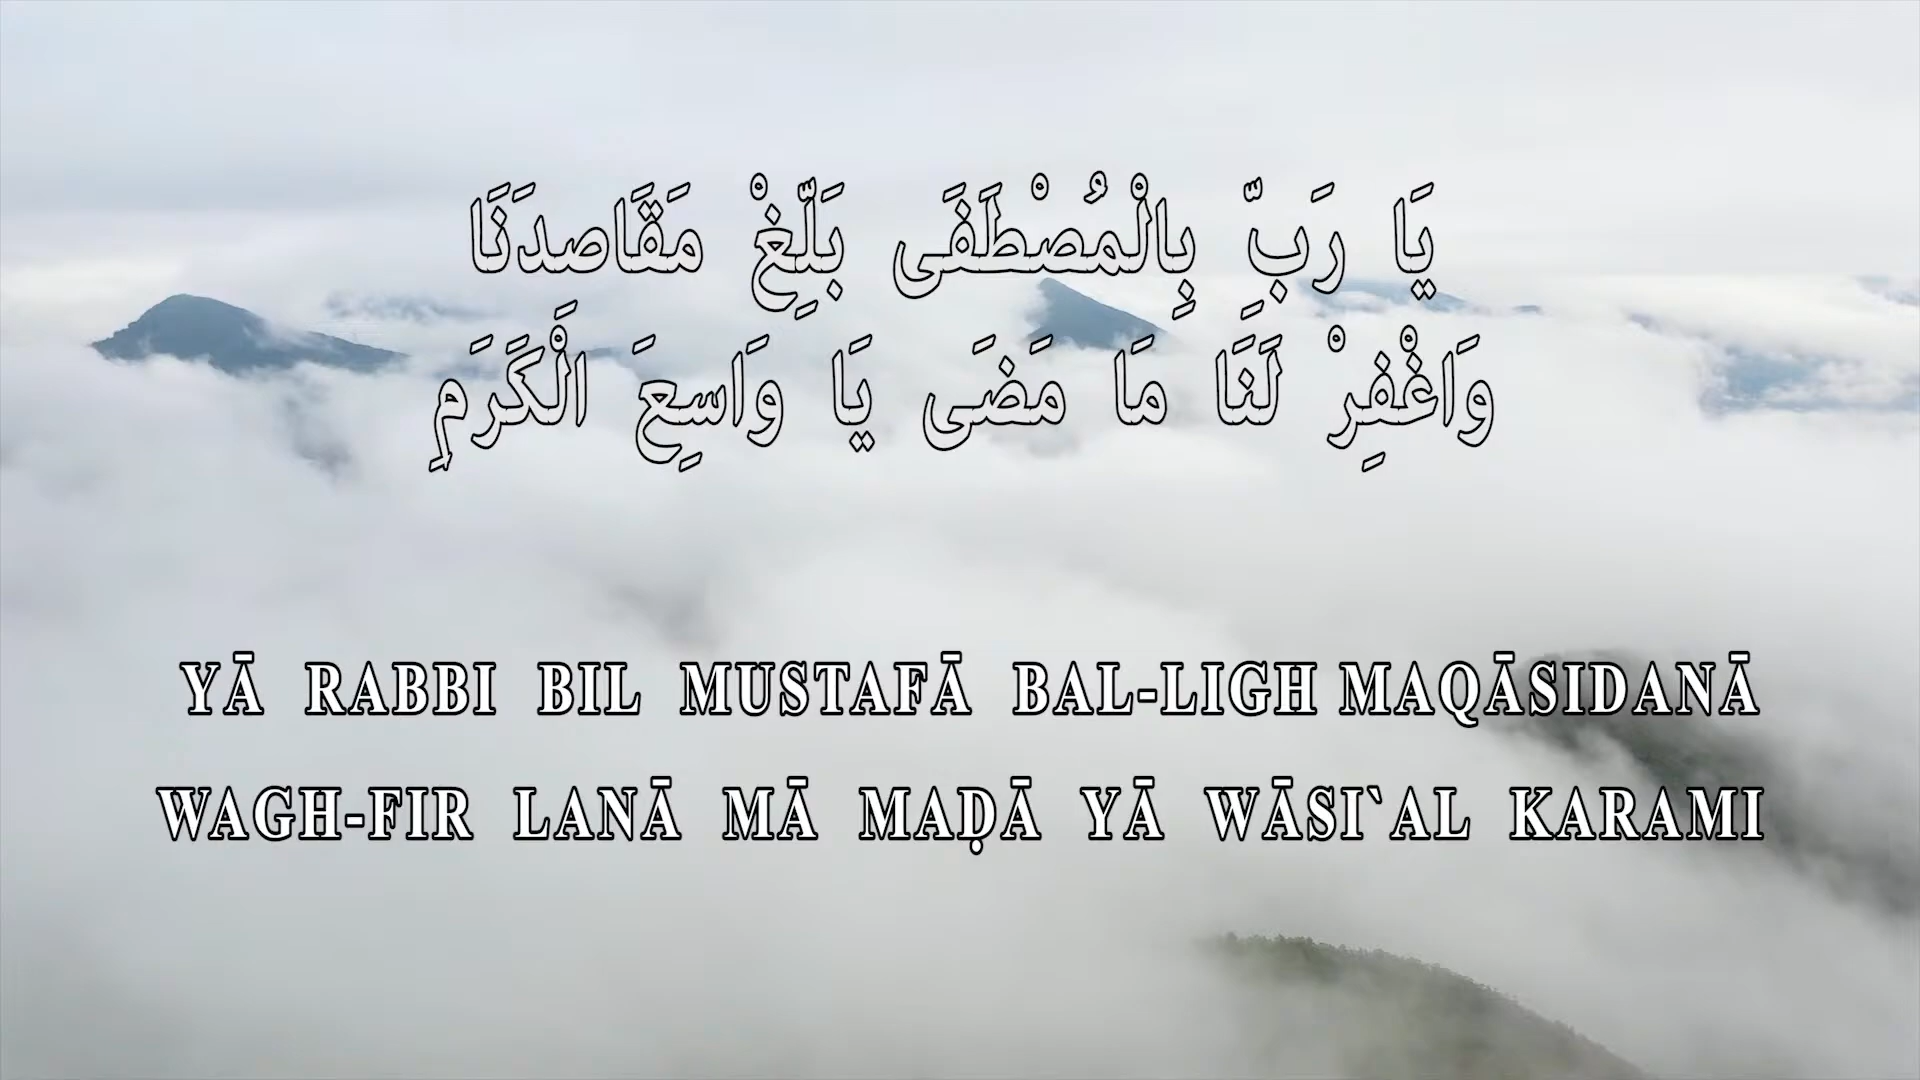 يَا رَبِّ بِالْمُصْطَفَى بَلِّغْ مَقَاصِدَنَا
وَاغْفِرْ لَنَا مَا مَضَى يَا وَاسِعَ الْكَرَمِ
YĀ RABBI BIL MUSTAFĀ BAL-LIGH MAQĀSIDANĀ
WAGH-FIR LANĀ MĀ MAḌĀ YĀ WĀSI`AL KARAMI